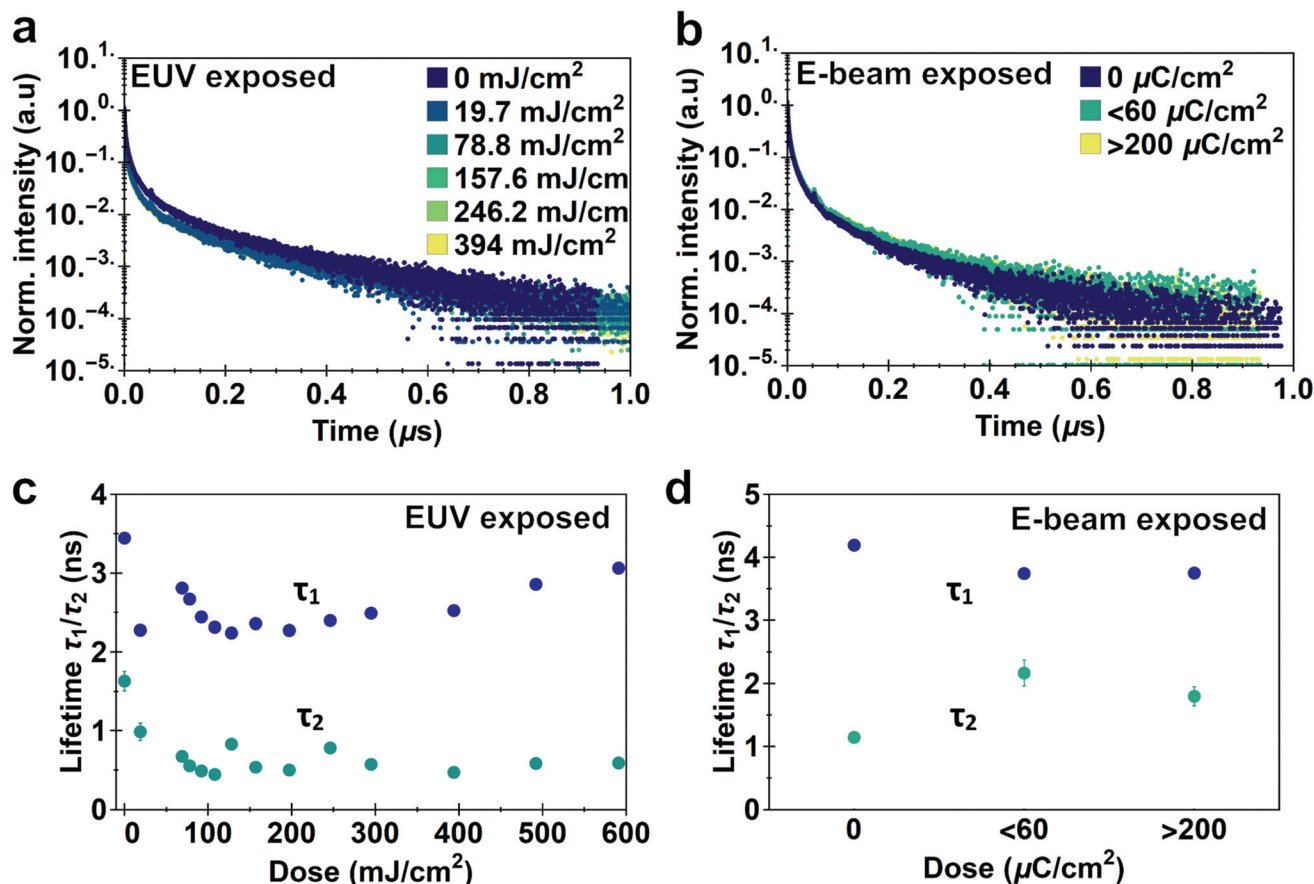 a
EUV exposed
0 mJ/cm²
19.7 mJ/cm²
78.8 mJ/cm²
157.6 mJ/cm
246.2 mJ/cm
394 mJ/cm²
Norm. intensity (a.u)
10.¹.
10.⁰.
10.⁻¹.
10.⁻².
10.⁻³.
10.⁻⁴.
10.⁻⁵.
0.0 0.2 0.4 0.6 0.8 1.0
Time (µs)
b
E-beam exposed
0 µC/cm²
<60 µC/cm²
>200 µC/cm²
Norm. intensity (a.u)
10.¹.
10.⁰.
10.⁻¹.
10.⁻².
10.⁻³.
10.⁻⁴.
10.⁻⁵.
0.0 0.2 0.4 0.6 0.8 1.0
Time (µs)
c
EUV exposed
Lifetime τ₁/τ₂ (ns)
4
3
2
1
0
τ₁
τ₂
0 100 200 300 400 500 600
Dose (mJ/cm²)
d
E-beam exposed
Lifetime τ₁/τ₂ (ns)
5
4
3
2
1
0
τ₁
τ₂
0 <60 >200
Dose (µC/cm²)